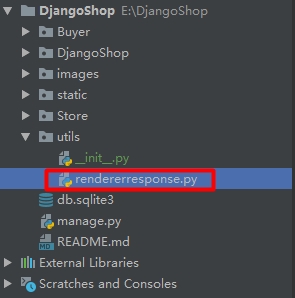 DjangoShop E:\DjangoShop
Buyer
DjangoShop
images
static
Store
utils
__init__.py
rendererresponse.py
db.sqlite3
manage.py
README.md
External Libraries
Scratches and Consoles